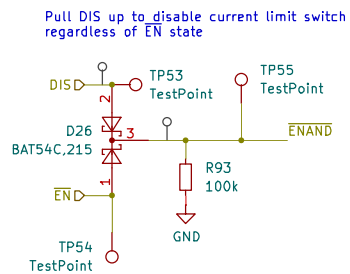 Pull DIS up to disable current limit switch
regardless of EN state
TP53
TestPoint
TP55
TestPoint
DIS
2
D26
BAT54C,215
3
ENAND
1
R93
100k
EN
GND
TP54
TestPoint